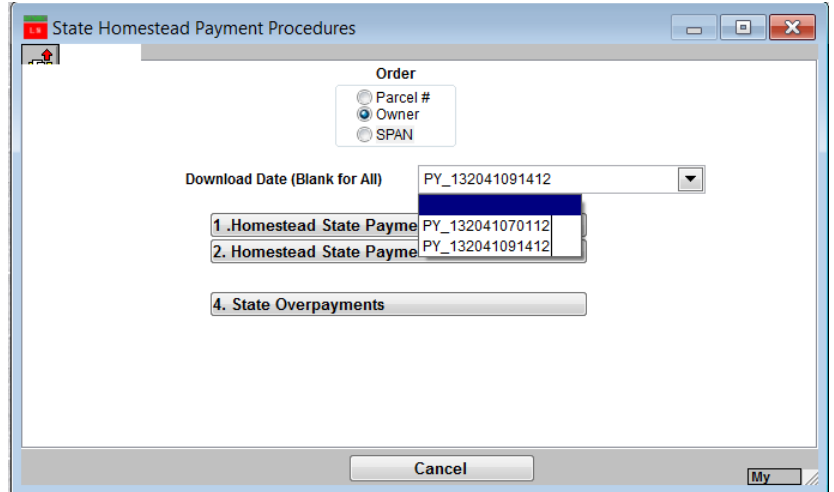 LS State Homestead Payment Procedures
Order
Parcel #
Owner
SPAN
Download Date (Blank for All) PY_132041091412
1 .Homestead State Payme PY_132041070112
2. Homestead State Payme PY_132041091412
4. State Overpayments
Cancel
My